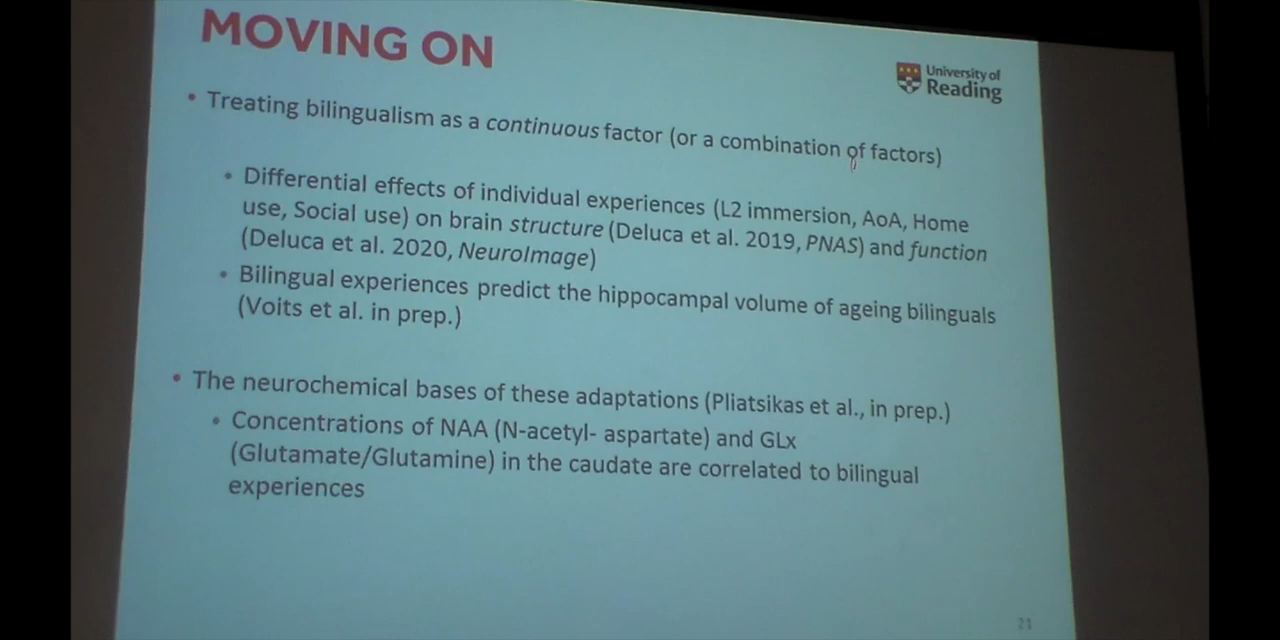 MOVING ON
University of
Reading
• Treating bilingualism as a continuous factor (or a combination of factors)
• Differential effects of individual experiences (L2 immersion, AoA, Home
use, Social use) on brain structure (Deluca et al. 2019, PNAS) and function
(Deluca et al. 2020, NeuroImage)
• Bilingual experiences predict the hippocampal volume of ageing bilinguals
(Voits et al. in prep.)
• The neurochemical bases of these adaptations (Pliatsikas et al., in prep.)
• Concentrations of NAA (N-acetyl- aspartate) and GLx
(Glutamate/Glutamine) in the caudate are correlated to bilingual
experiences
21